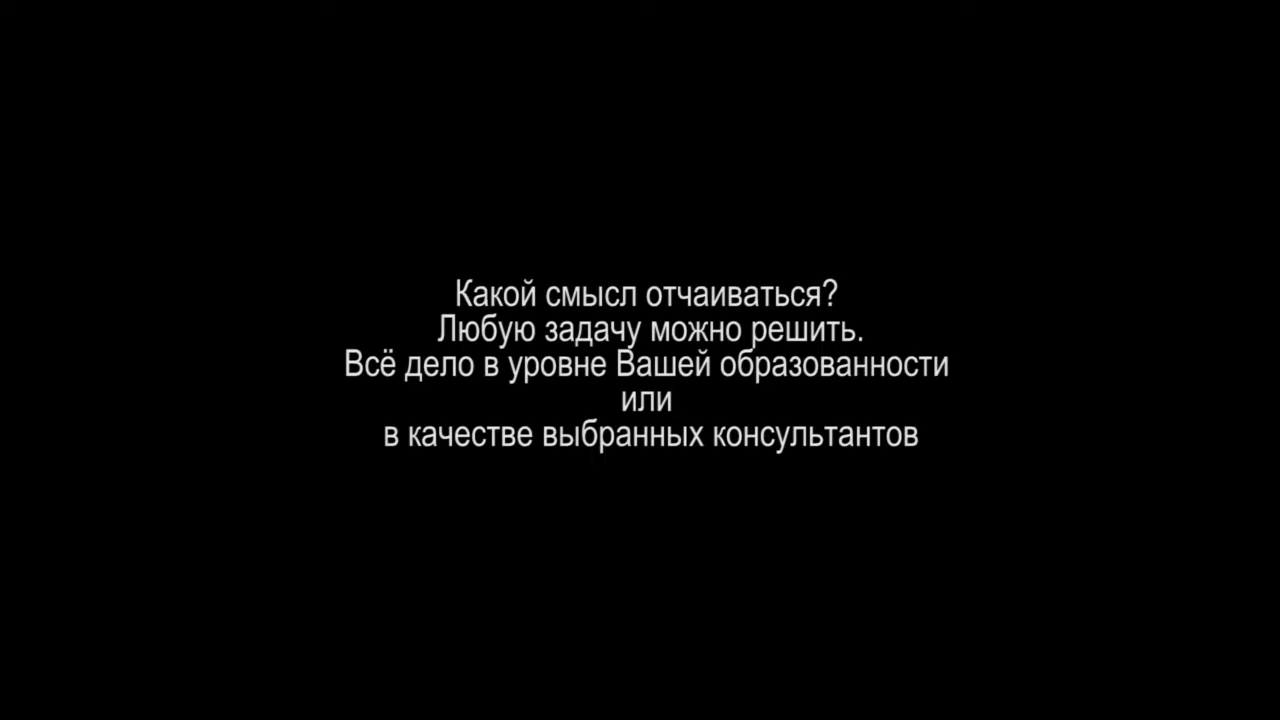 Какой смысл отчаиваться?
Любую задачу можно решить.
Всё дело в уровне Вашей образованности
или
в качестве выбранных консультантов